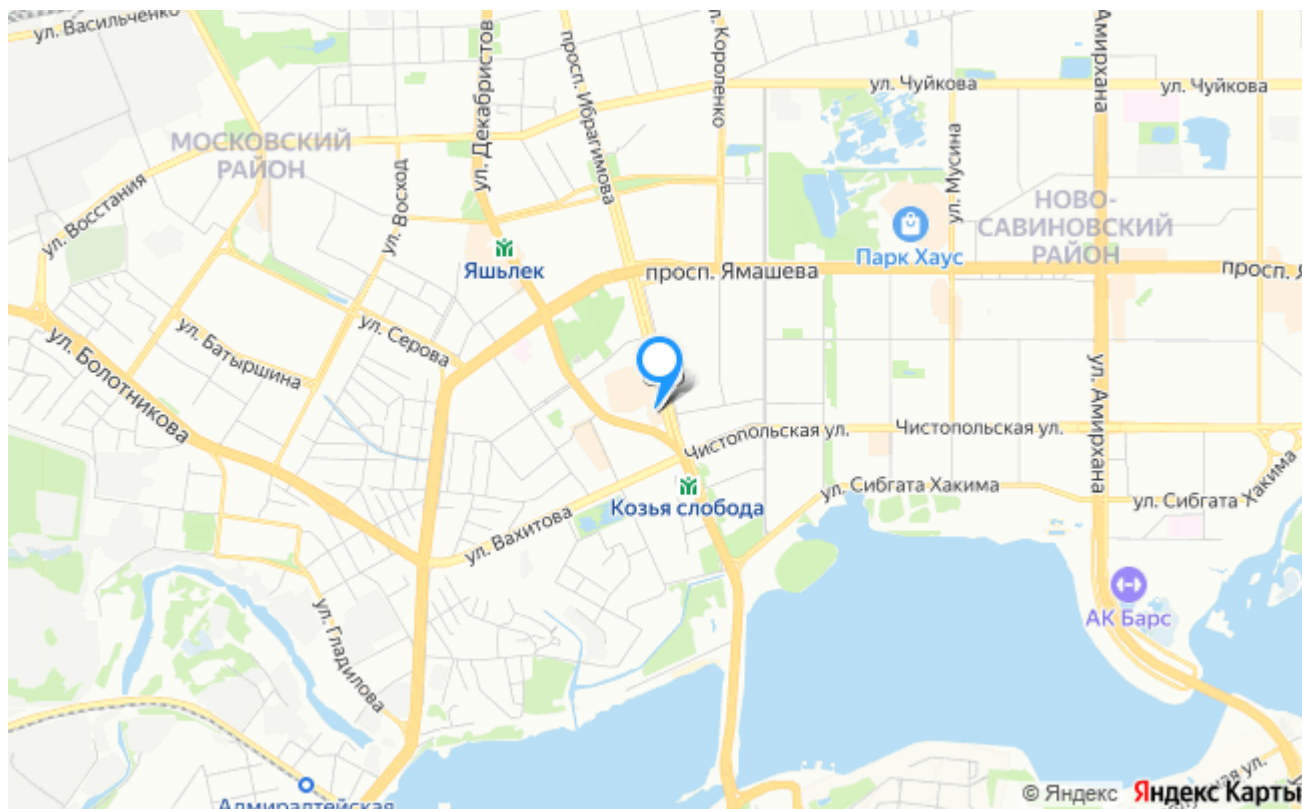 ул. Васильченко
ул. Декабристов
просп. Ибрагимова
ул. Короленко
Амирхана
ул. Чуйкова
ул. Чуйкова
МОСКОВСКИЙ
РАЙОН
ул. Восстания
ул. Восход
ул. Мусина
НОВО-
САВИНОВСКИЙ
РАЙОН
Яшьлек
Парк Хаус
просп. Ямашева
просп. Я
ул. Болотникова
ул. Батыршина
ул. Серова
ул. Амирхана
Чистопольская ул.
Чистопольская ул.
ул. Сибгата Хакима
ул. Сибгата Хакима
Козья слобода
ул. Вахитова
ул. Гладилова
АК Барс
Адмиралтейская
© Яндекс Яндекс Карты